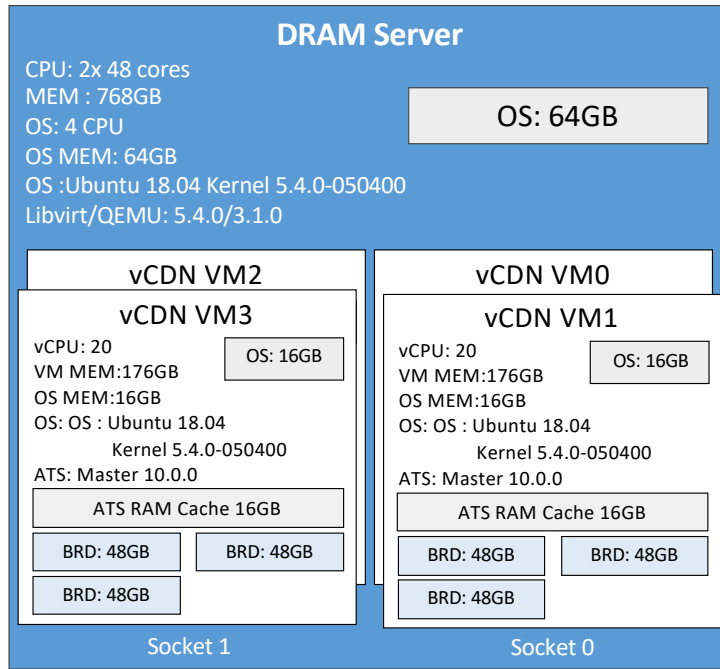 DRAM Server
CPU: 2x 48 cores
MEM : 768GB
OS: 4 CPU
OS MEM: 64GB
OS :Ubuntu 18.04 Kernel 5.4.0-050400
Libvirt/QEMU: 5.4.0/3.1.0
OS: 64GB
vCDN VM2
vCDN VM3
vCPU: 20
VM MEM:176GB
OS MEM:16GB
OS: OS : Ubuntu 18.04
Kernel 5.4.0-050400
ATS: Master 10.0.0
OS: 16GB
ATS RAM Cache 16GB
BRD: 48GB
BRD: 48GB
BRD: 48GB
Socket 1
vCDN VM0
vCDN VM1
vCPU: 20
VM MEM:176GB
OS MEM:16GB
OS: OS : Ubuntu 18.04
Kernel 5.4.0-050400
ATS: Master 10.0.0
OS: 16GB
ATS RAM Cache 16GB
BRD: 48GB
BRD: 48GB
BRD: 48GB
Socket 0